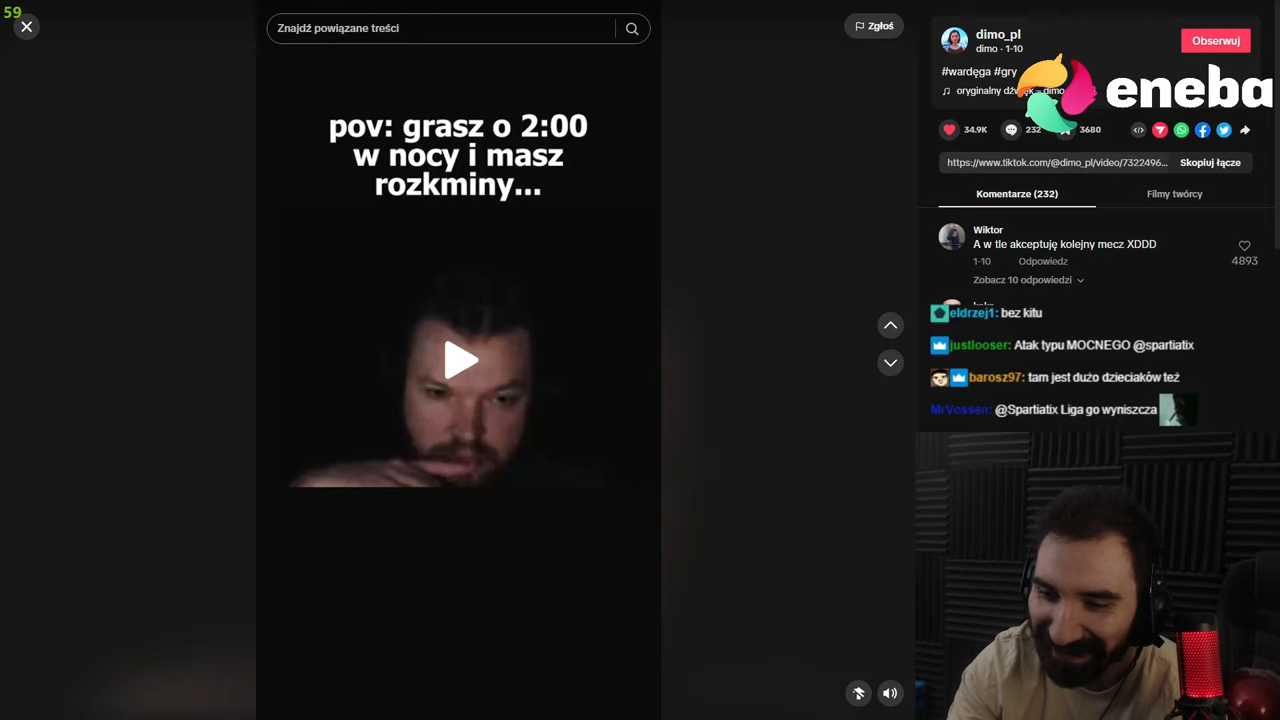 59
Znajdź powiązane treści
Zgłoś
pov: grasz o 2:00
w nocy i masz
rozkminy...
dimo_pl
dimo · 1-10
Obserwuj
#wardęga #gry
oryginalny dźwięk - dimo
eneba
34.9K
232
3680
https://www.tiktok.com/@dimo_pl/video/7322496...
Skopiuj łącze
Komentarze (232)
Filmy twórcy
Wiktor
A w tle akceptuję kolejny mecz XDDD
1-10 Odpowiedz
4893
Zobacz 10 odpowiedzi
eldrzej1: bez kitu
justlooser: Atak typu MOCNEGO @spartiatix
barosz97: tam jest dużo dzieciaków też
MrVossen: @Spartiatix Liga go wyniszcza